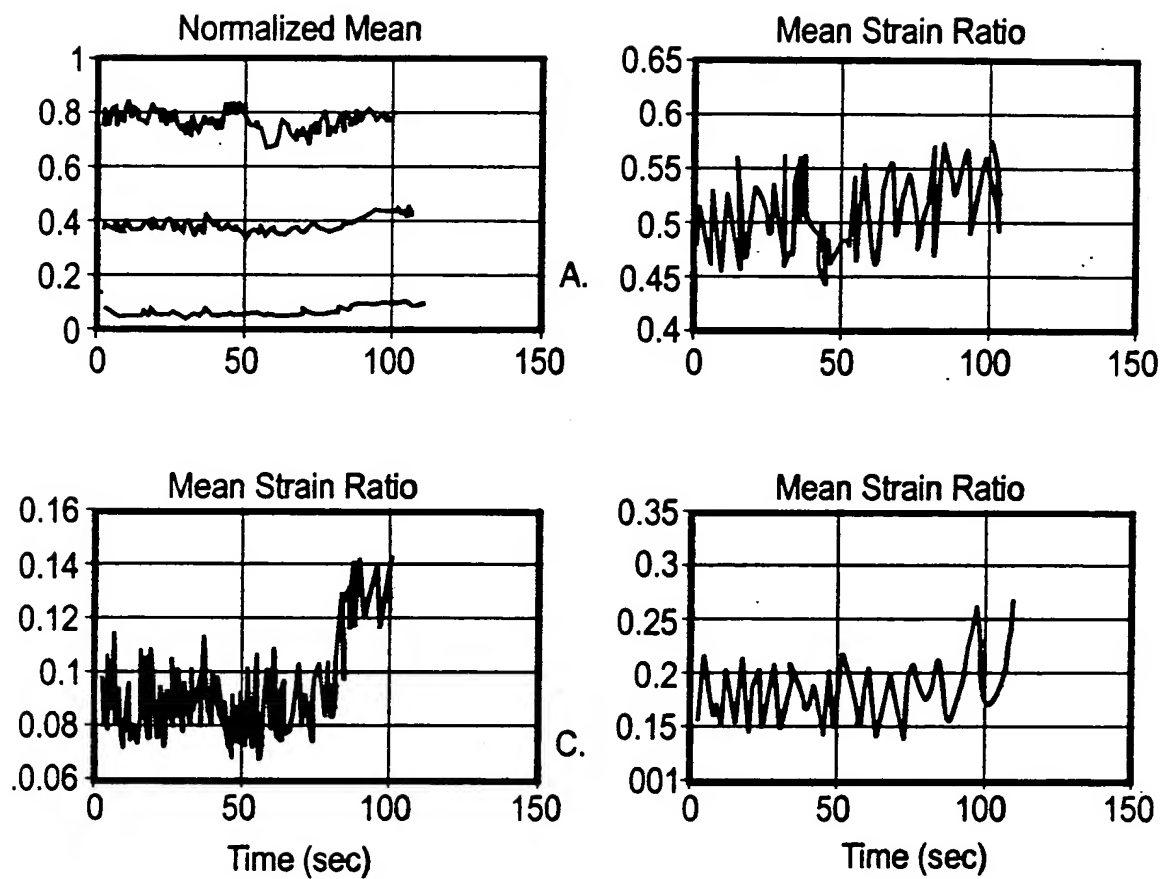 Normalized Mean
1
0.8
0.6
0.4
0.2
0
0 50 100 150
A.
Mean Strain Ratio
0.65
0.6
0.55
0.5
0.45
0.4
0 50 100 150
Mean Strain Ratio
0.16
0.14
0.12
0.1
0.08
.0.06
0 50 100 150
Time (sec)
C.
Mean Strain Ratio
0.35
0.3
0.25
0.2
0.15
001
0 50 100 150
Time (sec)